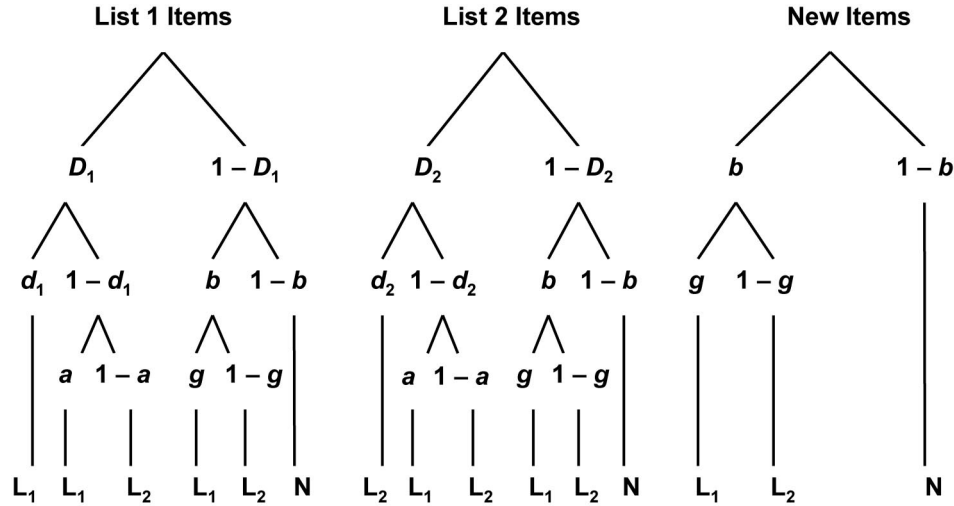 List 1 Items List 2 Items New Items
D₁ 1 – D₁ D₂ 1 – D₂ b 1 – b
d₁ 1 – d₁ b 1 – b d₂ 1 – d₂ b 1 – b g 1 – g
a 1 – a g 1 – g a 1 – a g 1 – g
L₁ L₁ L₂ L₁ L₂ N L₂ L₁ L₂ L₁ L₂ N L₁ L₂ N